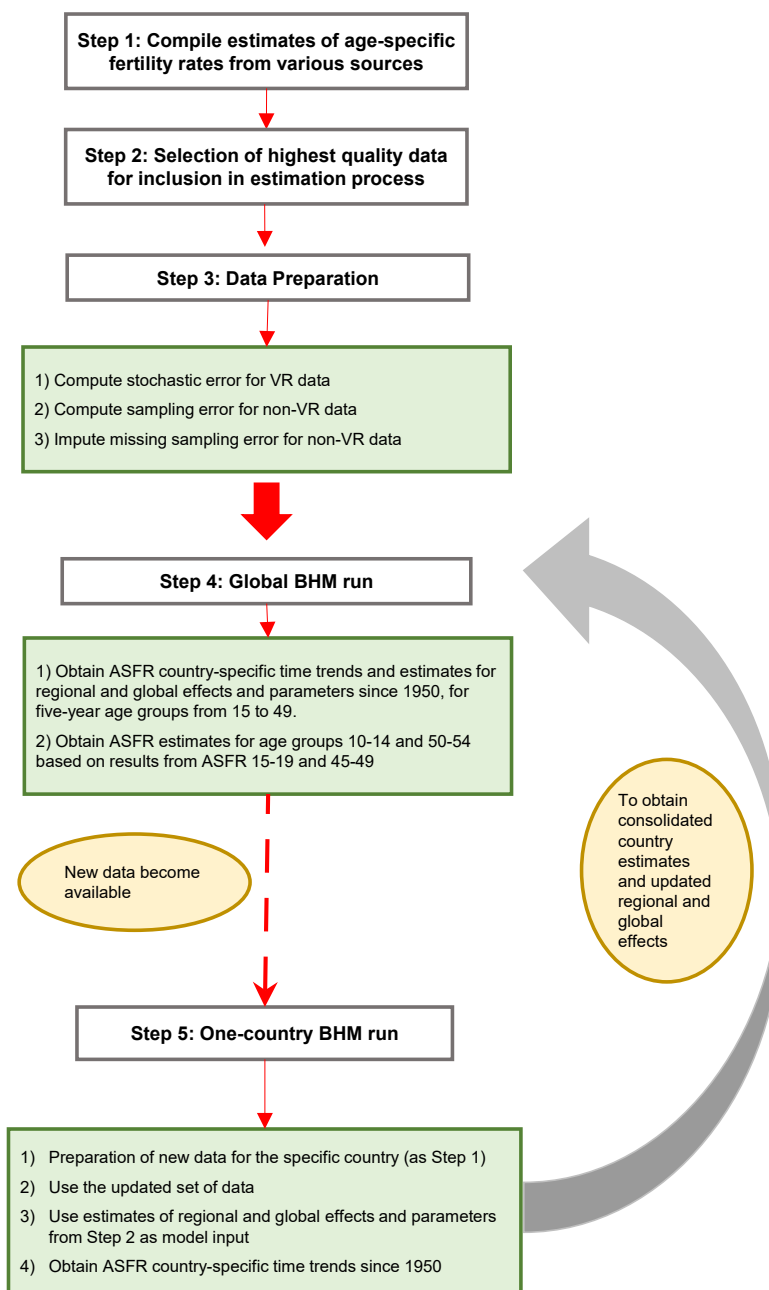 Step 1: Compile estimates of age-specific
fertility rates from various sources
Step 2: Selection of highest quality data
for inclusion in estimation process
Step 3: Data Preparation
1) Compute stochastic error for VR data
2) Compute sampling error for non-VR data
3) Impute missing sampling error for non-VR data
Step 4: Global BHM run
1) Obtain ASFR country-specific time trends and estimates for
regional and global effects and parameters since 1950, for
five-year age groups from 15 to 49.
2) Obtain ASFR estimates for age groups 10-14 and 50-54
based on results from ASFR 15-19 and 45-49
To obtain
consolidated
country
estimates
and updated
regional and
global
effects
New data become
available
Step 5: One-country BHM run
1) Preparation of new data for the specific country (as Step 1)
2) Use the updated set of data
3) Use estimates of regional and global effects and parameters
from Step 2 as model input
4) Obtain ASFR country-specific time trends since 1950